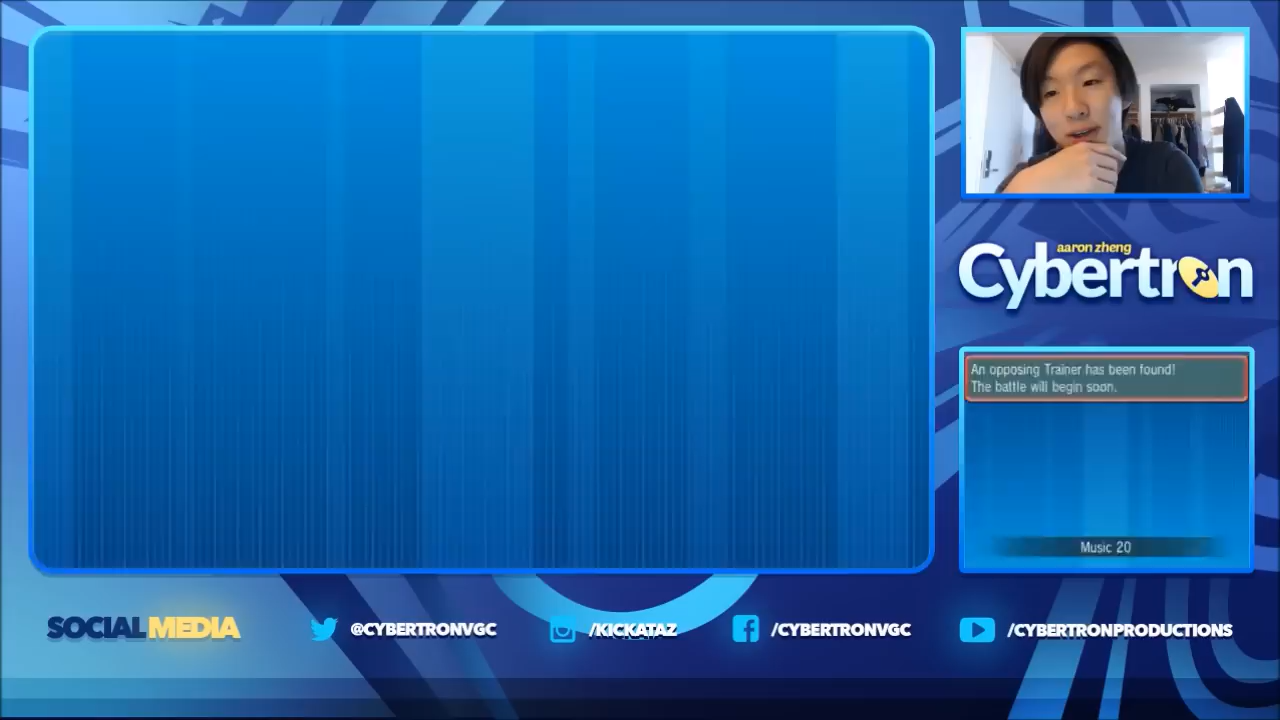 aaron zheng
Cybertron
An opposing Trainer has been found!
The battle will begin soon.
Music 20
SOCIAL MEDIA
@CYBERTRONVGC
/KICKATAZ
/CYBERTRONVGC
/CYBERTRONPRODUCTIONS